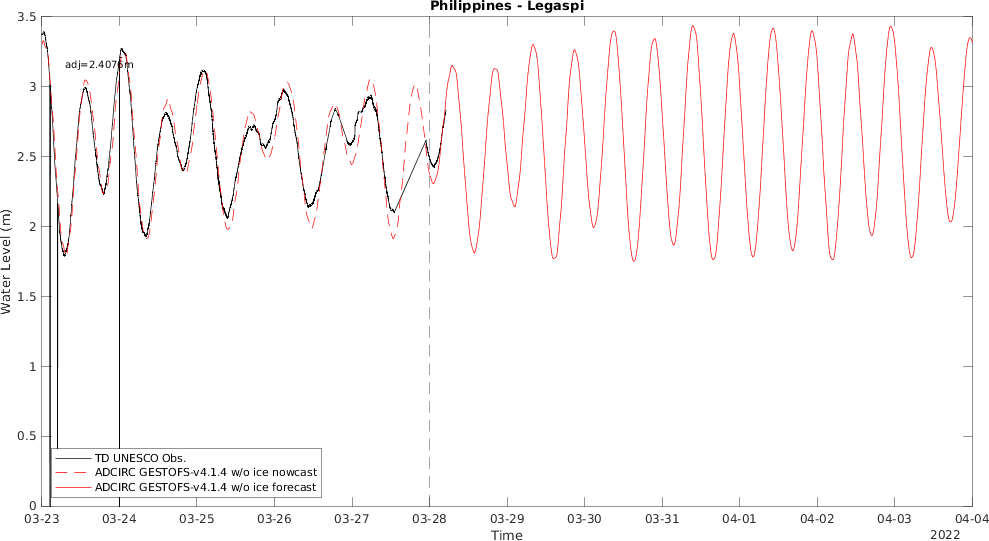 Philippines - Legaspi
3.5
adj=2.4076m
3
2.5
2
Water Level (m)
1.5
1
0.5
TD UNESCO Obs.
ADCIRC GESTOFS-v4.1.4 w/o ice nowcast
ADCIRC GESTOFS-v4.1.4 w/o ice forecast
0
03-23 03-24 03-25 03-26 03-27 03-28 03-29 03-30 03-31 04-01 04-02 04-03 04-04
Time
2022